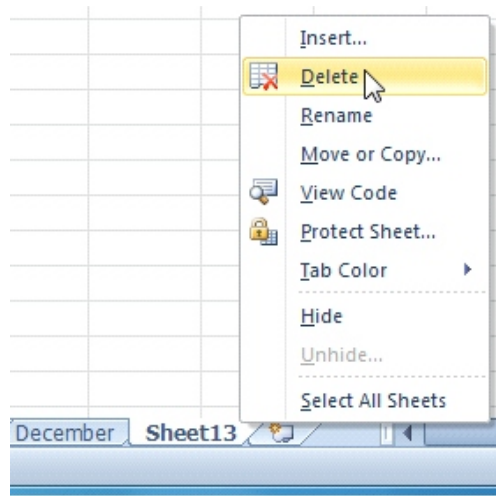 Insert...
Delete
Rename
Move or Copy...
View Code
Protect Sheet...
Tab Color
Hide
Unhide...
Select All Sheets
December Sheet13